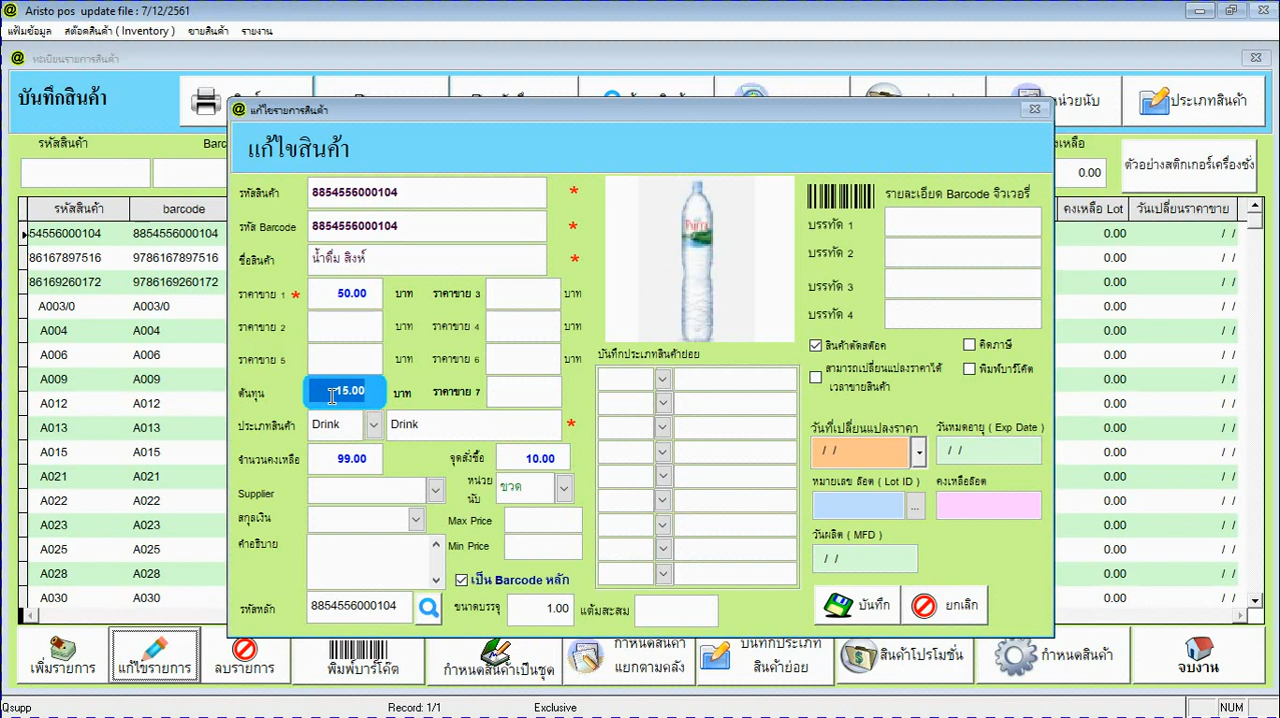 Aristo pos update file : 7/12/2561
แฟ้มข้อมูล สต๊อคสินค้า ( Inventory ) ขายสินค้า รายงาน
ทะเบียนรายการสินค้า
บันทึกสินค้า
น่วยนับ
ประเภทสินค้า
แก้ไขรายการสินค้า
แก้ไขสินค้า
รหัสสินค้า
Barc
งเหลือ
0.00
ตัวอย่างสติกเกอร์เครื่องชั่ง
รหัสสินค้า barcode
คงเหลือ Lot วันเปลี่ยนราคาขาย
54556000104 8854556000104 0.00 / /
86167897516 9786167897516 0.00 / /
86169260172 9786169260172 0.00 / /
A003/0 A003/0 0.00 / /
A004 A004 0.00 / /
A006 A006 0.00 / /
A009 A009 0.00 / /
A012 A012 0.00 / /
A013 A013 0.00 / /
A015 A015 0.00 / /
A021 A021 0.00 / /
A022 A022 0.00 / /
A023 A023 0.00 / /
A025 A025 0.00 / /
A028 A028 0.00 / /
A030 A030 0.00 / /
รหัสสินค้า 8854556000104 *
รหัส Barcode 8854556000104 *
ชื่อสินค้า น้ำดื่ม สิงห์ *
ราคาขาย 1 * 50.00 บาท ราคาขาย 3 บาท
ราคาขาย 2 บาท ราคาขาย 4 บาท
ราคาขาย 5 บาท ราคาขาย 6 บาท
ต้นทุน 15.00 บาท ราคาขาย 7
ประเภทสินค้า Drink Drink *
จำนวนคงเหลือ 99.00 จุดสั่งซื้อ 10.00
Supplier หน่วยนับ ขวด
สกุลเงิน Max Price
คำอธิบาย Min Price
เป็น Barcode หลัก
รหัสหลัก 8854556000104 ขนาดบรรจุ 1.00 แต้มสะสม
บันทึกประเภทสินค้าย่อย
รายละเอียด Barcode จิวเวอรี่
บรรทัด 1
บรรทัด 2
บรรทัด 3
บรรทัด 4
สินค้าตัดสต๊อค คิดภาษี
สามารถเปลี่ยนแปลงราคาได้ พิมพ์บาร์โค๊ต
เวลาขายสินค้า
วันที่เปลี่ยนแปลงราคา วันหมดอายุ ( Exp Date )
/ / / /
หมายเลข ล๊อต ( Lot ID ) คงเหลือล๊อต
...
วันผลิต ( MFD )
/ /
บันทึก ยกเลิก
เพิ่มรายการ แก้ไขรายการ ลบรายการ พิมพ์บาร์โค๊ต กำหนดสินค้าเป็นชุด
กำหนดสินค้า
แยกตามคลัง
บันทึกประเภท
สินค้าย่อย
สินค้าโปรโมชั่น กำหนดสินค้า จบงาน
Qsupp Record: 1/1 Exclusive NUM